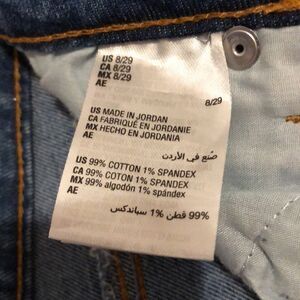 US 8/29
CA 8/29
MX 8/29
AE
8/29
US MADE IN JORDAN
CA FABRIQUÉ EN JORDANIE
MX HECHO EN JORDANIA
AE
صنع في الأردن
US 99% COTTON 1% SPANDEX
CA 99% COTON 1% SPANDEX
MX 99% algodón 1% spandex
AE
99% قطن 1% سباندكس